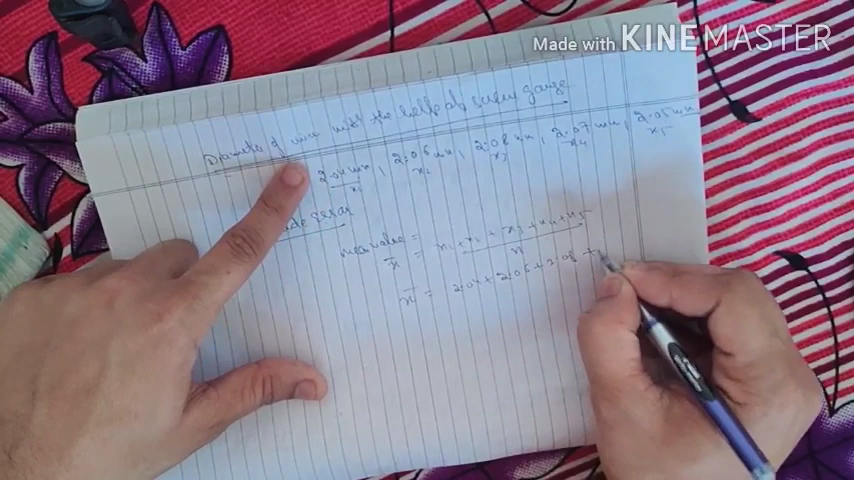 Made with KINEMASTER
Diameter of wire with the help of screw gauge
2.04 mm, 2.06 mm, 2.08 mm, 2.07 mm, 2.05 mm
x₁ x₂ x₃ x₄ x₅
mean value =
x̄ = x₁ + x₂ + x₃ + x₄ + x₅
n
x̄ = 2.04 + 2.06 + 2.08 +